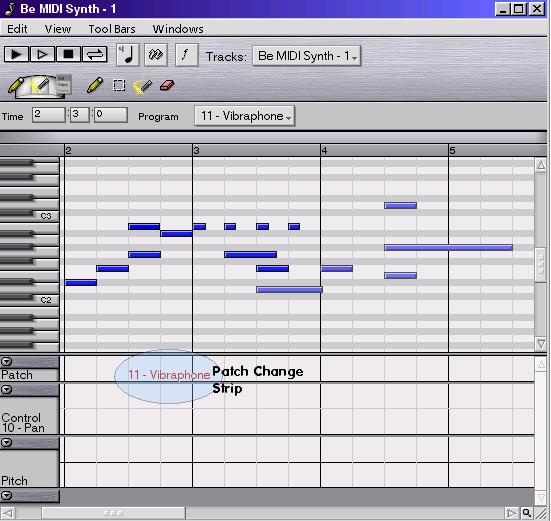 Be MIDI Synth - 1
Edit View Tool Bars Windows
Tracks: Be MIDI Synth - 1
Time 2 : 3 : 0 Program 11 - Vibraphone
2 3 4 5
C3
C2
Patch 11 - Vibraphone Patch Change
Strip
Control
10 - Pan
Pitch